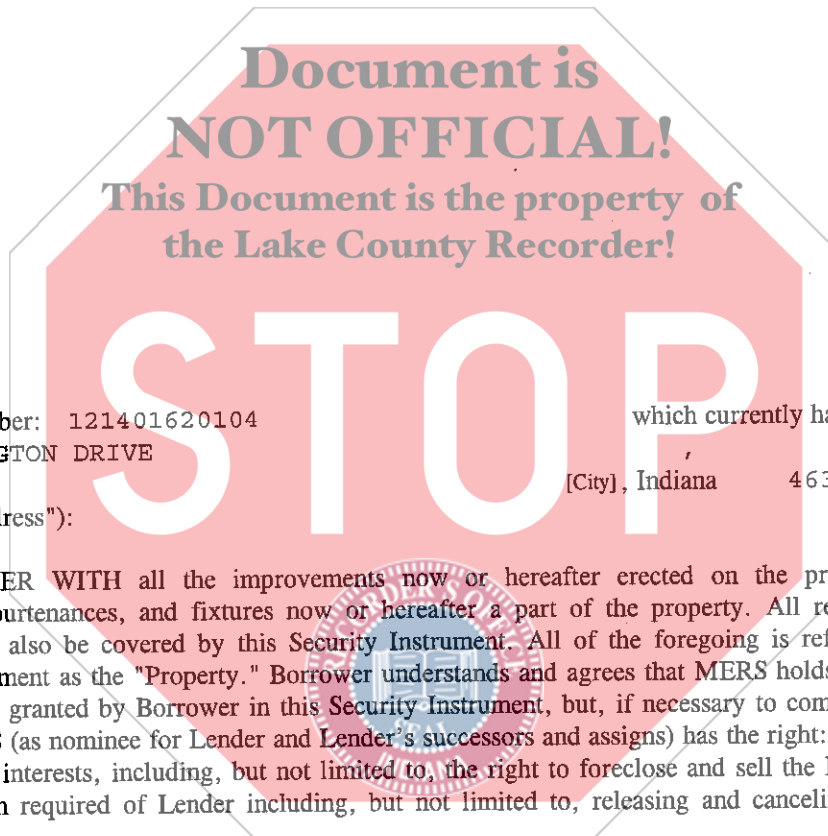 Document is
NOT OFFICIAL!
This Document is the property of
the Lake County Recorder!
STOP
ber: 121401620104 which currently ha
GTON DRIVE ,
[City] , Indiana 463
ress"):
ER WITH all the improvements now or hereafter erected on the pr
urtenances, and fixtures now or hereafter a part of the property. All re
also be covered by this Security Instrument. All of the foregoing is ref
ment as the "Property." Borrower understands and agrees that MERS holds
granted by Borrower in this Security Instrument, but, if necessary to com
(as nominee for Lender and Lender's successors and assigns) has the right:
interests, including, but not limited to, the right to foreclose and sell the
n required of Lender including, but not limited to, releasing and canceli
RECORDER'S OFFICE
SEAL
INDIANA